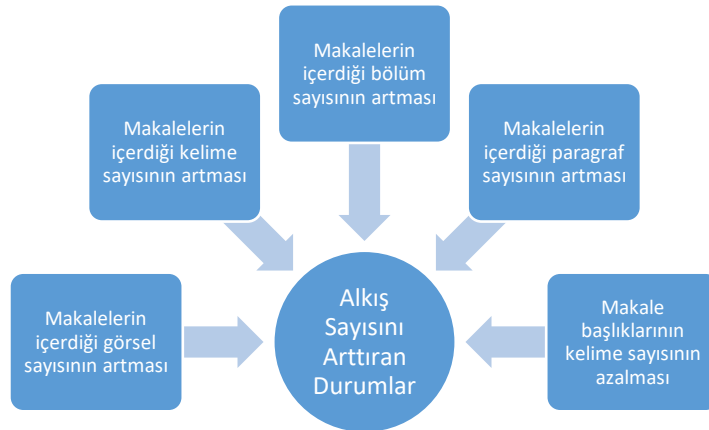 Makalelerin
içerdiği bölüm
sayısının artması
Makalelerin
içerdiği kelime
sayısının artması
Makalelerin
içerdiği paragraf
sayısının artması
Makalelerin
içerdiği görsel
sayısının artması
Alkış
Sayısını
Arttıran
Durumlar
Makale
başlıklarının
kelime sayısının
azalması